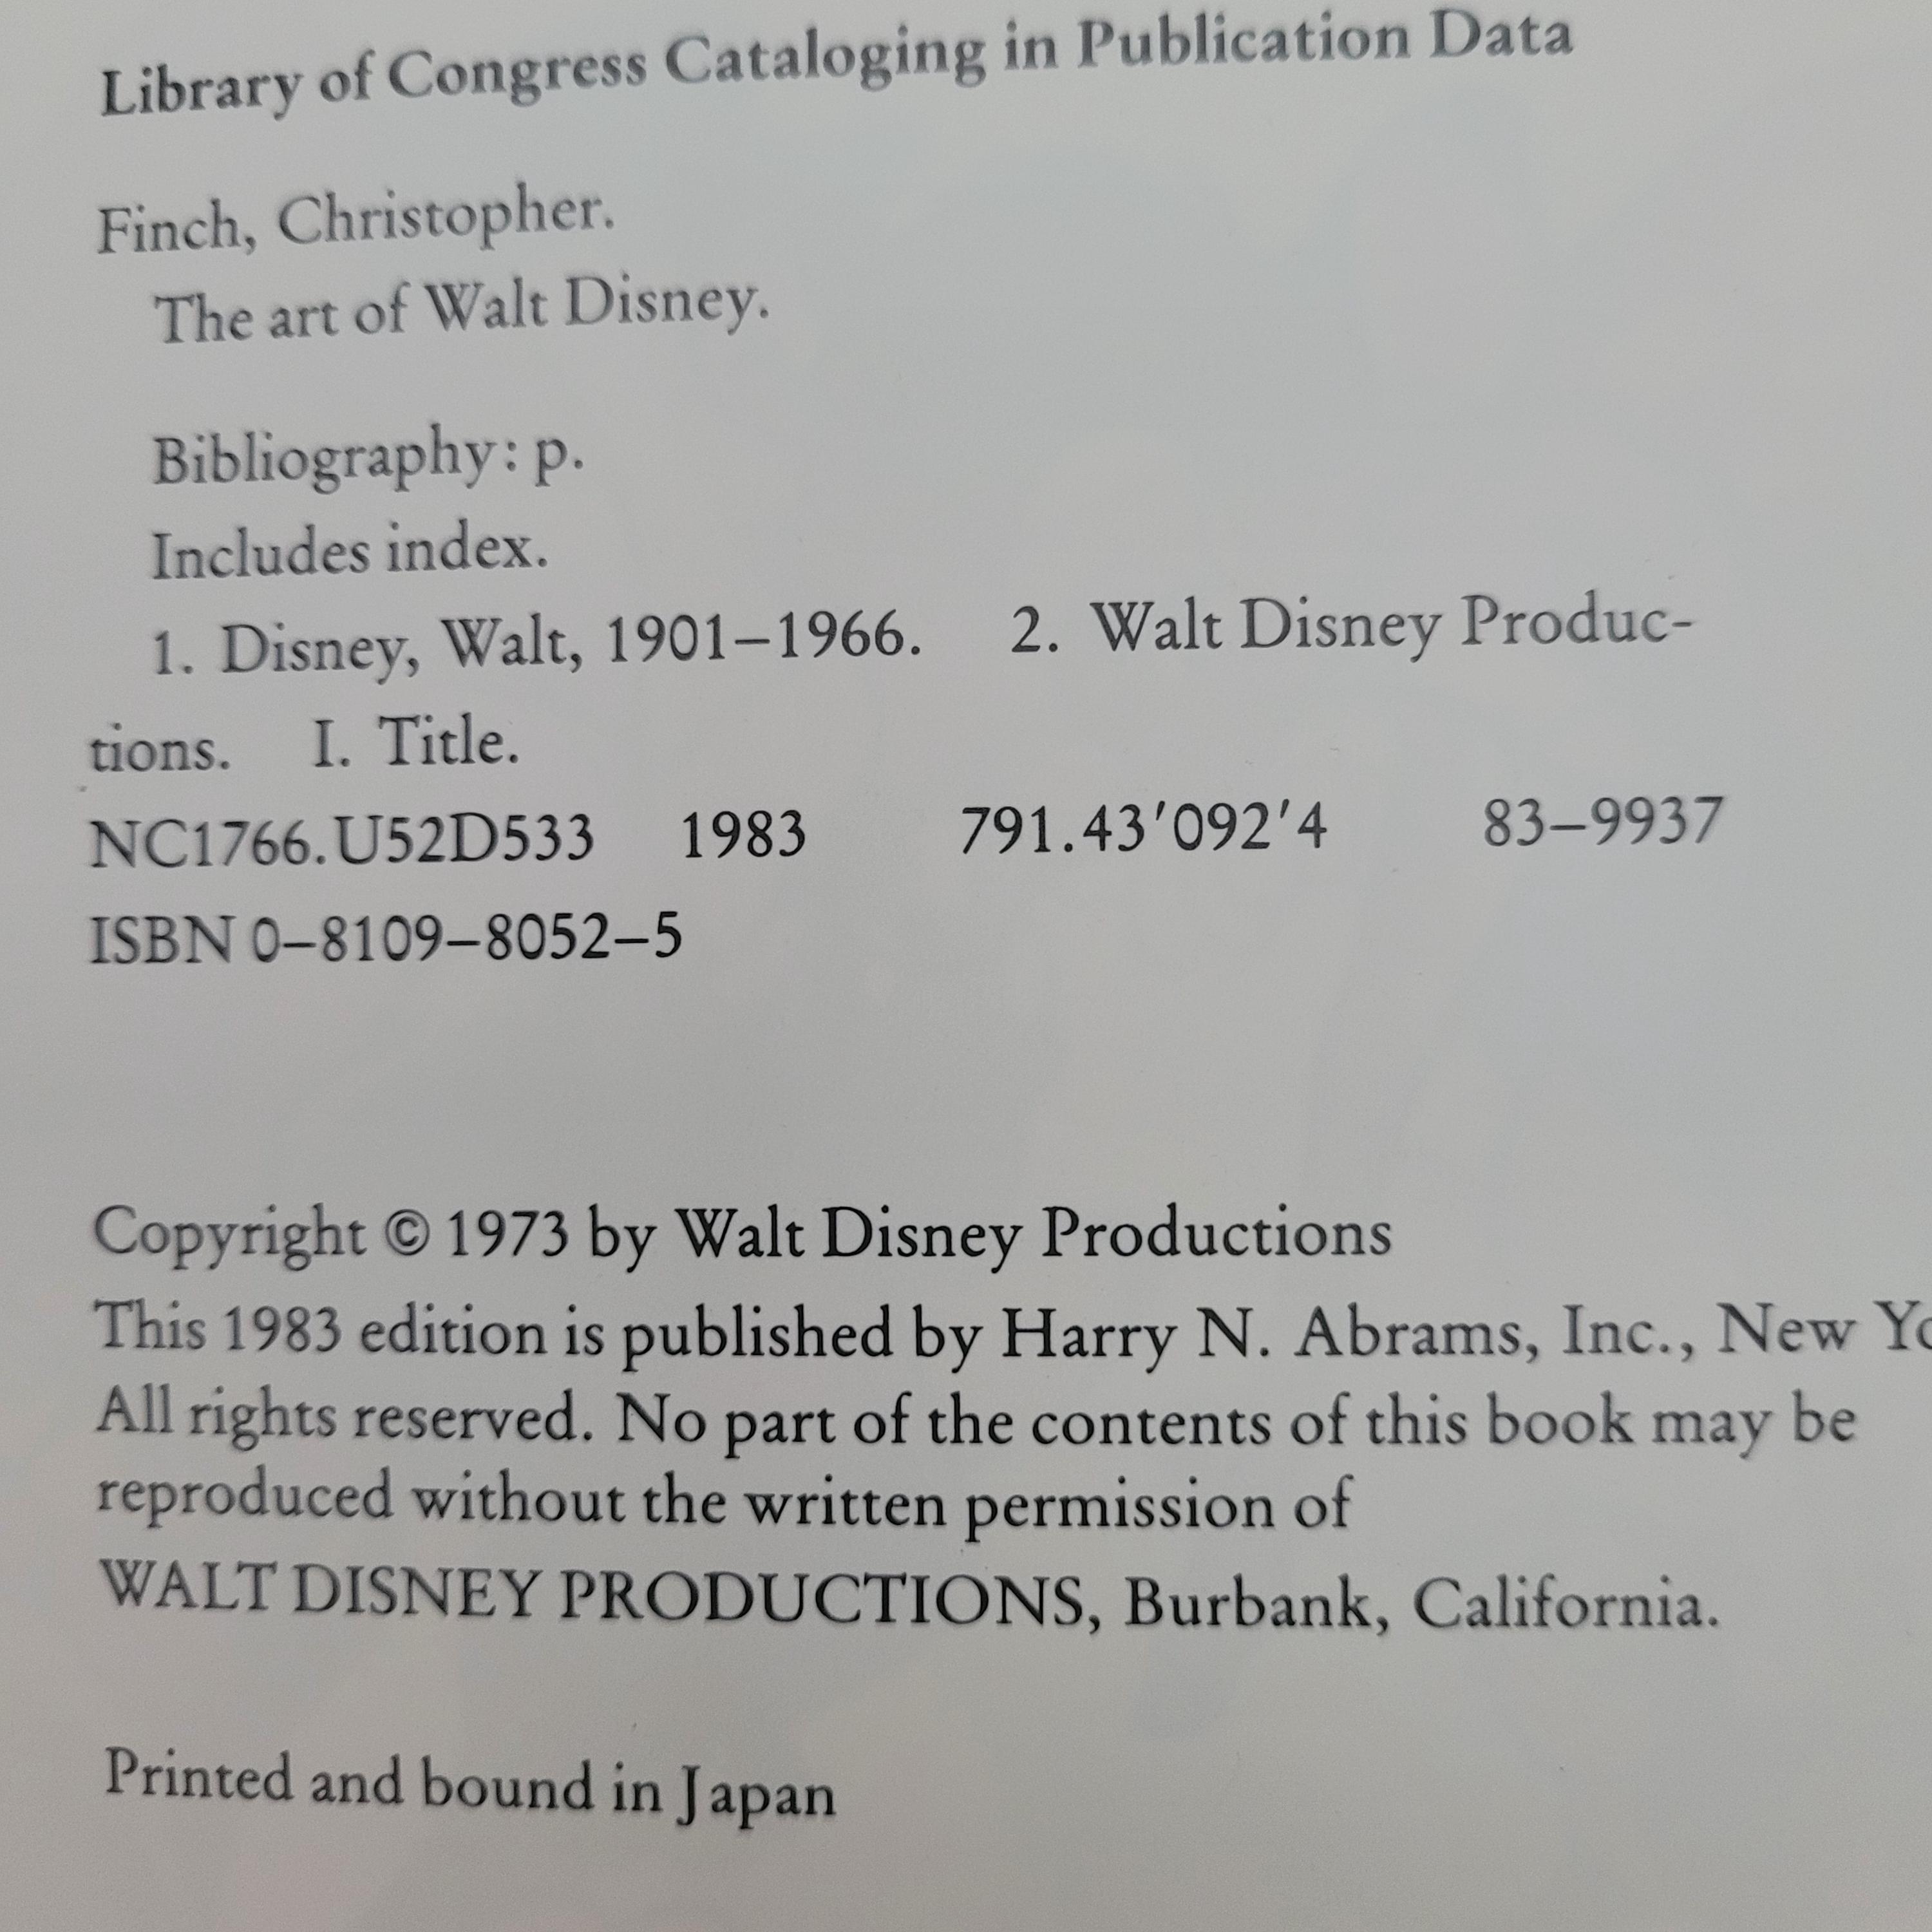 Library of Congress Cataloging in Publication Data
Finch, Christopher.
The art of Walt Disney.
Bibliography: p.
Includes index.
1. Disney, Walt, 1901–1966. 2. Walt Disney Produc-
tions. I. Title.
NC1766.U52D533 1983 791.43′092′4 83–9937
ISBN 0–8109–8052–5
Copyright © 1973 by Walt Disney Productions
This 1983 edition is published by Harry N. Abrams, Inc., New
All rights reserved. No part of the contents of this book may be
reproduced without the written permission of
WALT DISNEY PRODUCTIONS, Burbank, California.
Printed and bound in Japan